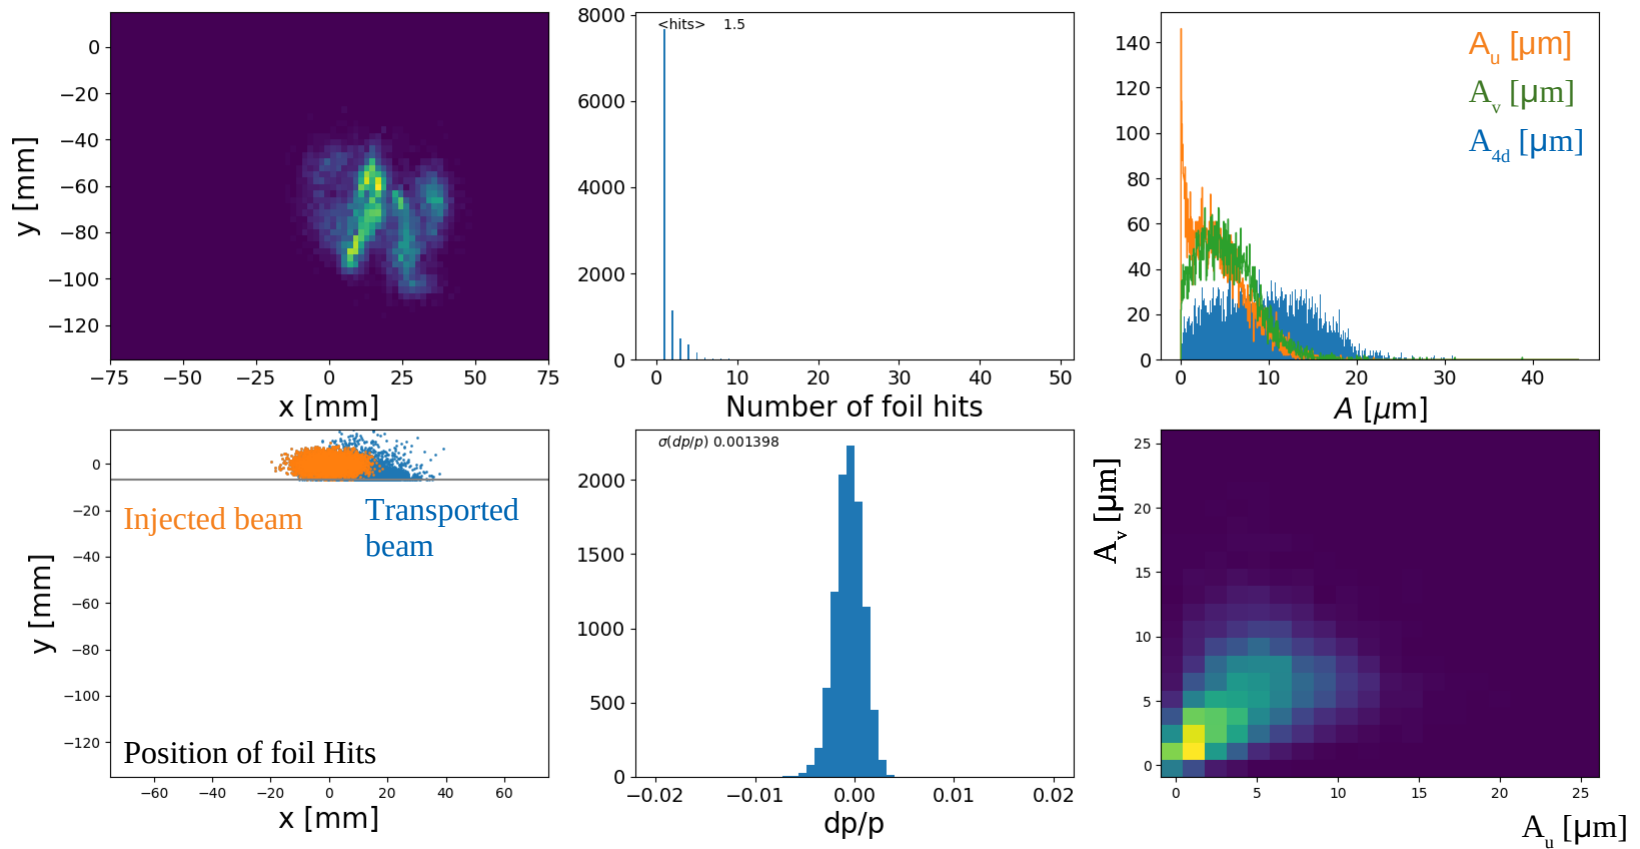 0
−20
−40
−60
−80
−100
−120
y [mm]
−75 −50 −25 0 25 50 75
x [mm]
<hits> 1.5
8000
6000
4000
2000
0
0 10 20 30 40 50
Number of foil hits
A_u [µm]
A_v [µm]
A_4d [µm]
140
120
100
80
60
40
20
0
0 10 20 30 40
A [µm]
0
−20
−40
−60
−80
−100
−120
y [mm]
Injected beam
Transported
beam
Position of foil Hits
−60 −40 −20 0 20 40 60
x [mm]
σ(dp/p) 0.001398
2000
1500
1000
500
0
−0.02 −0.01 0.00 0.01 0.02
dp/p
A_v [µm]
25
20
15
10
5
0
0 5 10 15 20 25
A_u [µm]